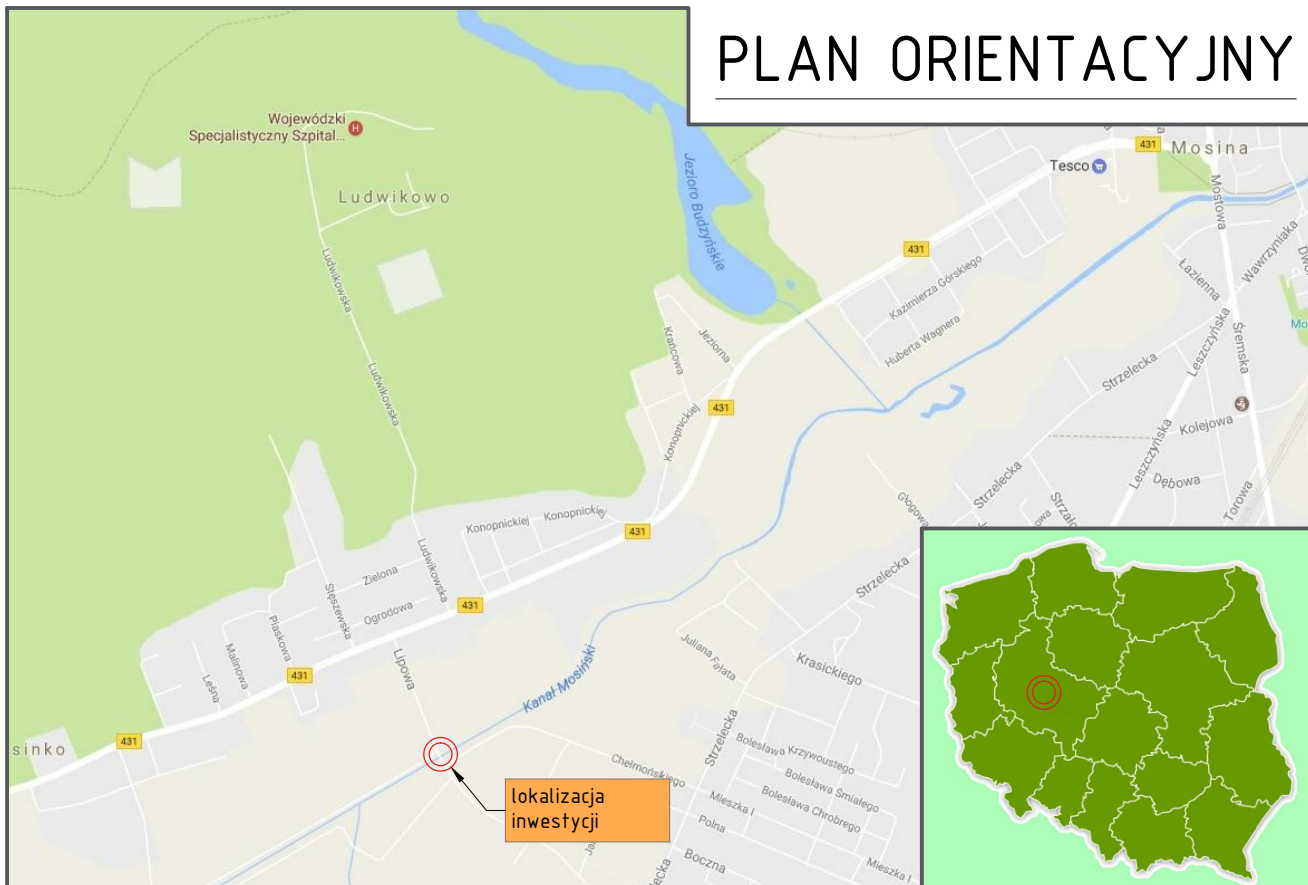 PLAN ORIENTACYJNY
Wojewódzki
Specjalistyczny Szpital...
H
Ludwikowo
Jezioro Budzyńskie
Tesco
431
Mosina
Mostowa
Wawrzyniaka
Łazienna
Leszczyńska
Śremska
Mo
431
Kazimierza Górskiego
Huberta Wagnera
Ludwikowska
Krańcowa
Jeziorna
Strzelecka
Ludwikowska
431
Konopnickiej
Kolejowa
Leszczyńska
Dębowa
Torowa
Strzelecka
Głogowa
Konopnickiej
Konopnickiej
431
Ludwikowska
Zielona
Ogrodowa
431
Stęszewska
Strzelecka
Piaskowa
Malinowa
Leśna
431
Lipowa
Kanał Mosiński
Juliana Fałata
Krasickiego
Strzelecka
sinko
431
Bolesława Krzywoustego
Bolesława Śmiałego
Bolesława Chrobrego
Chełmońskiego
Mieszka I
Polna
Boczna
Mieszka I
lokalizacja
inwestycji